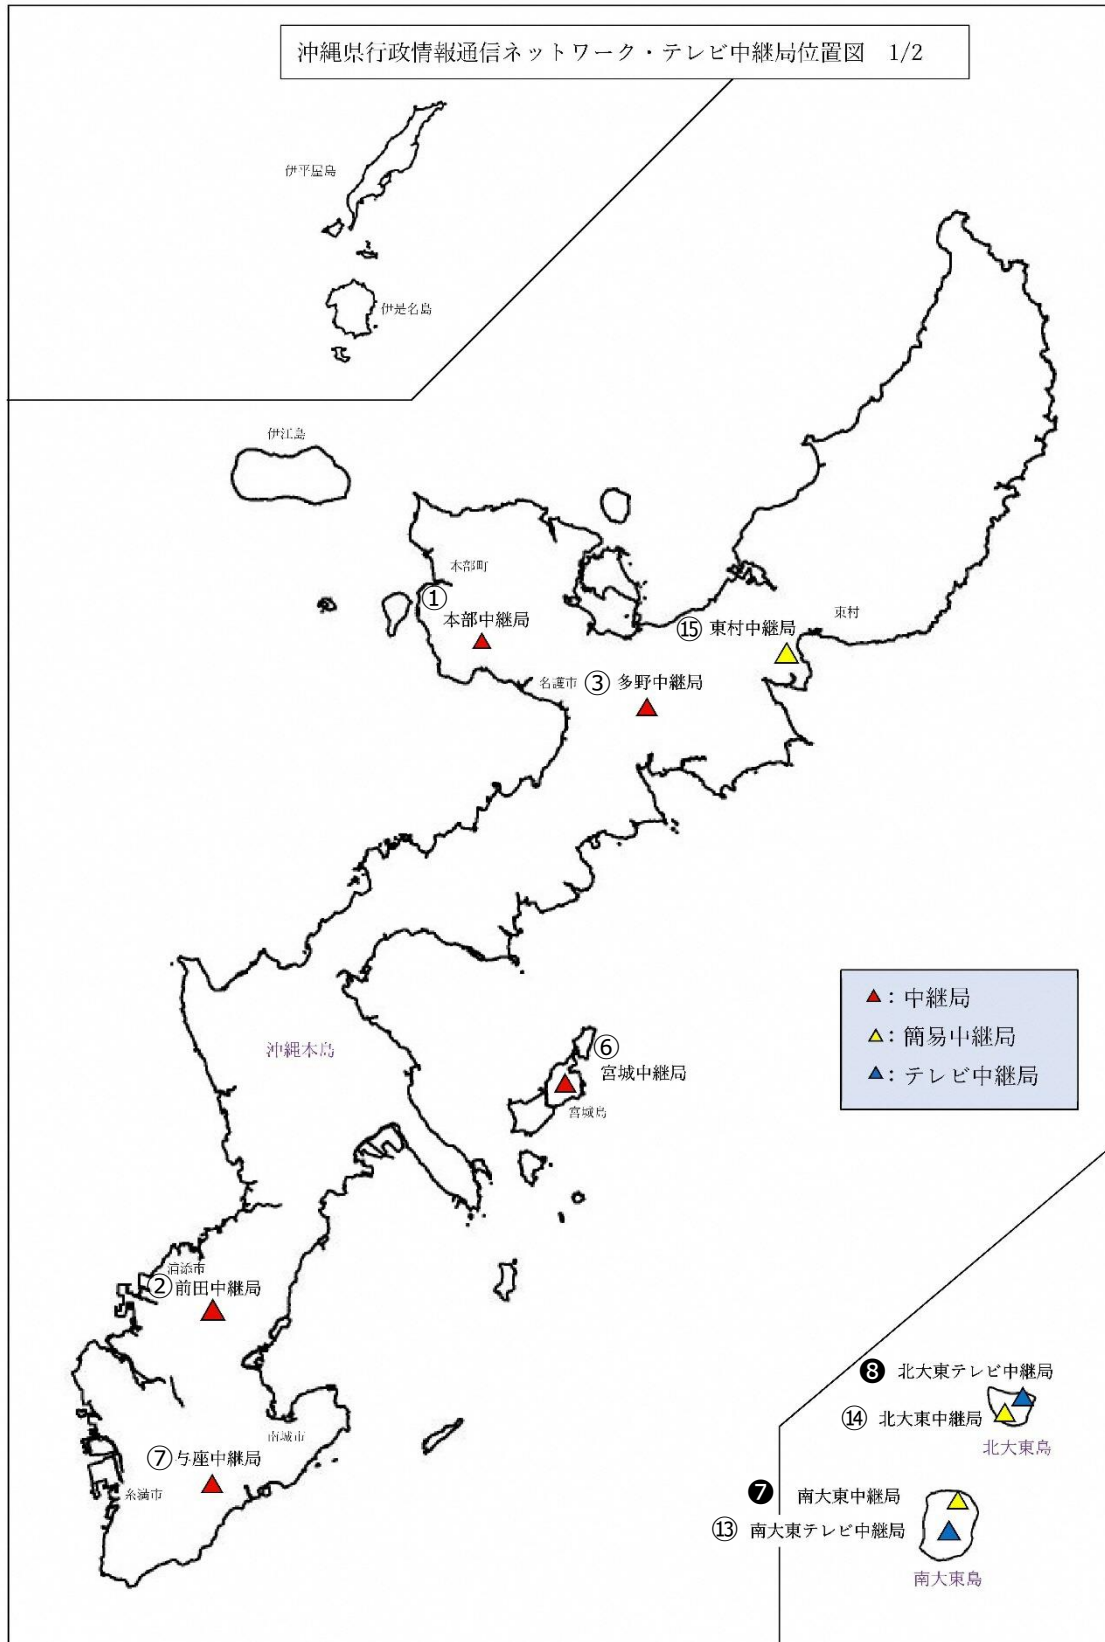 沖縄県行政情報通信ネットワーク・テレビ中継局位置図 1/2
伊平屋島
伊是名島
伊江島
本部町
①
本部中継局
東村
⑮ 東村中継局
名護市
③ 多野中継局
沖縄本島
⑥
宮城中継局
宮城島
▲：中継局
▲：簡易中継局
▲：テレビ中継局
浦添市
②前田中継局
南城市
⑦与座中継局
糸満市
❽ 北大東テレビ中継局
⑭ 北大東中継局
北大東島
❼ 南大東中継局
⑬ 南大東テレビ中継局
南大東島